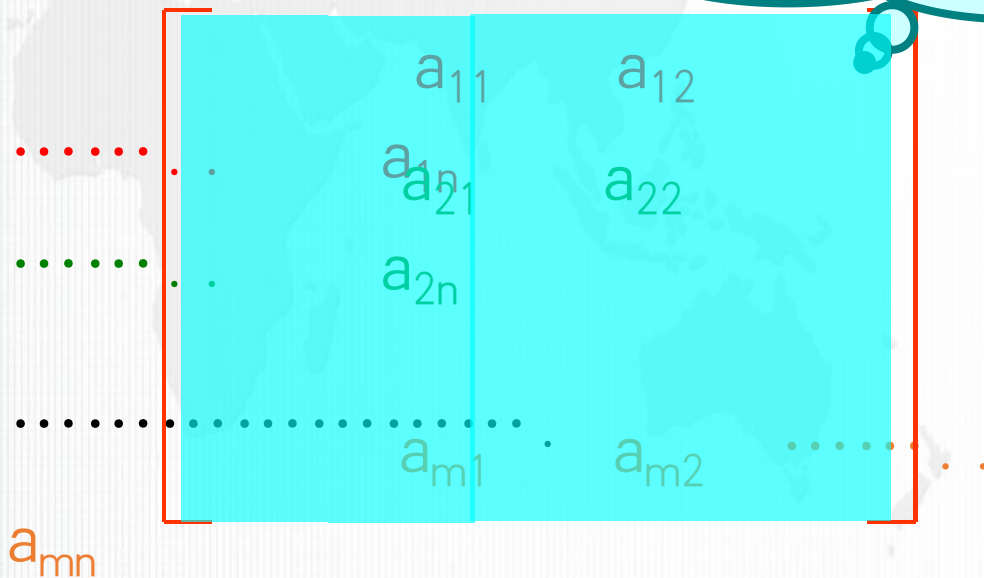 a11 a12
...... . . a1n
a21 a22
...... . . a2n
..................... .
am1 am2 ...... . .
amn